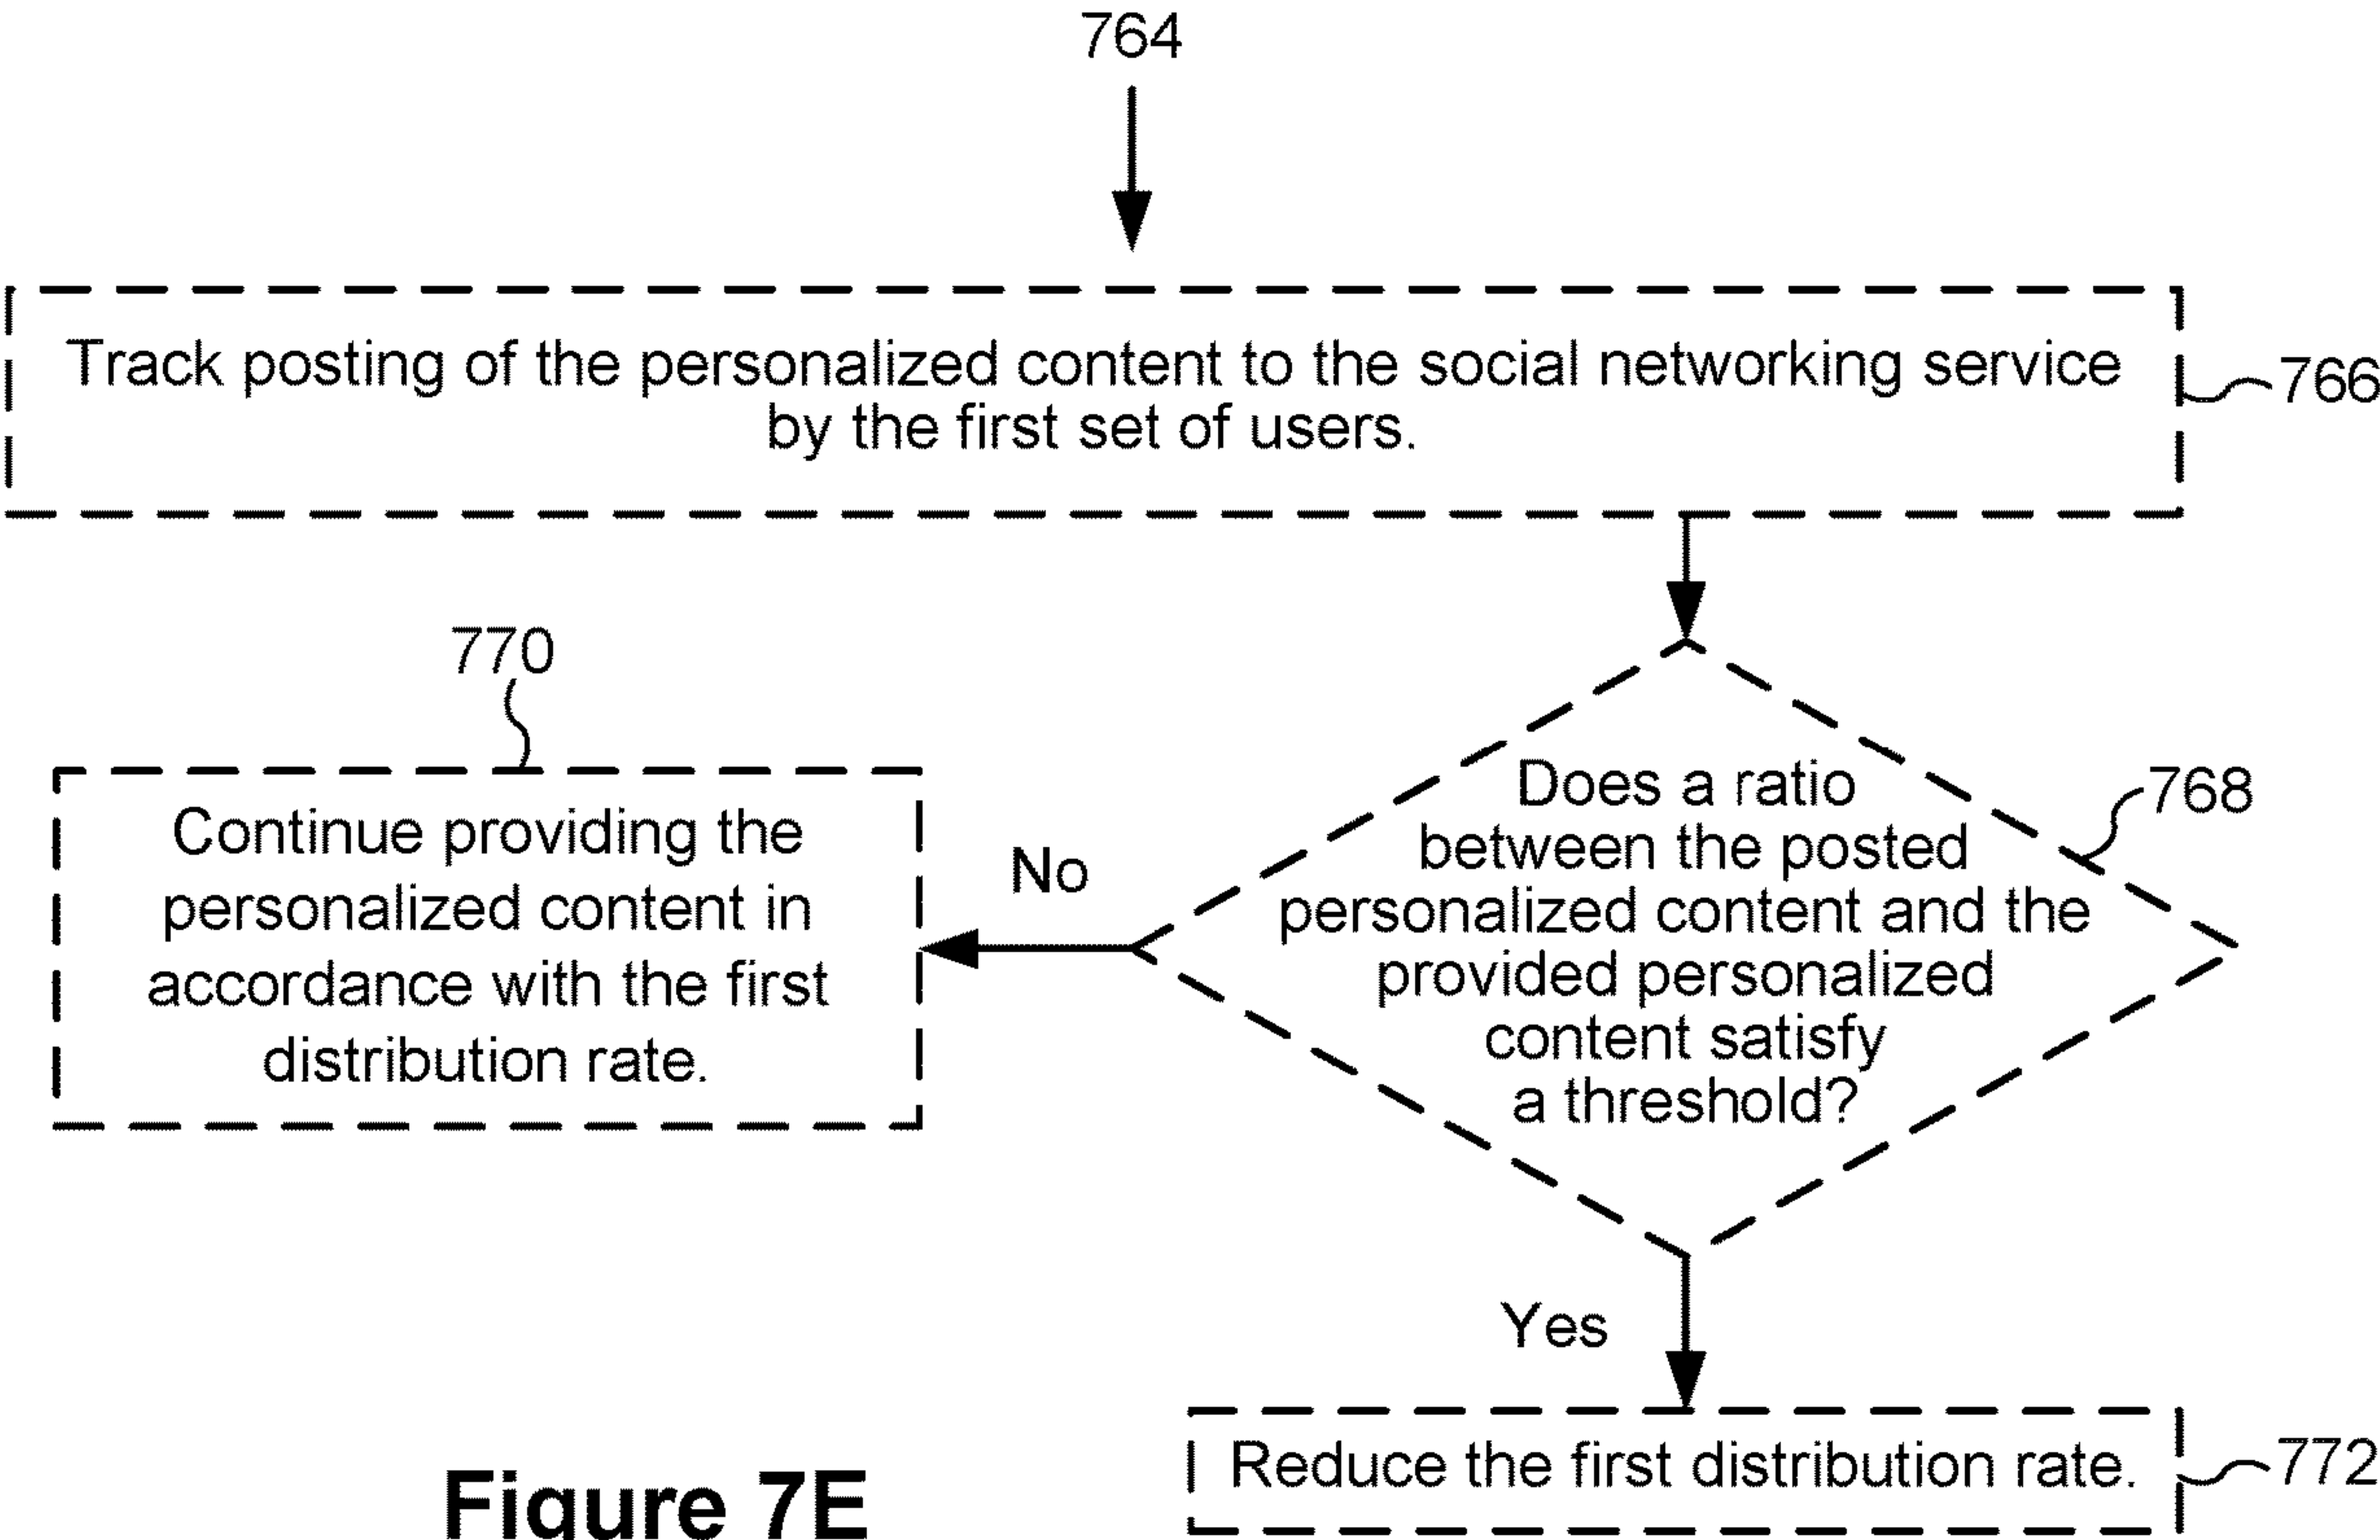 764
Track posting of the personalized content to the social networking service
by the first set of users.
766
770
Continue providing the
personalized content in
accordance with the first
distribution rate.
No
Does a ratio
between the posted
personalized content and the
provided personalized
content satisfy
a threshold?
768
Yes
Reduce the first distribution rate.
772
Figure 7E